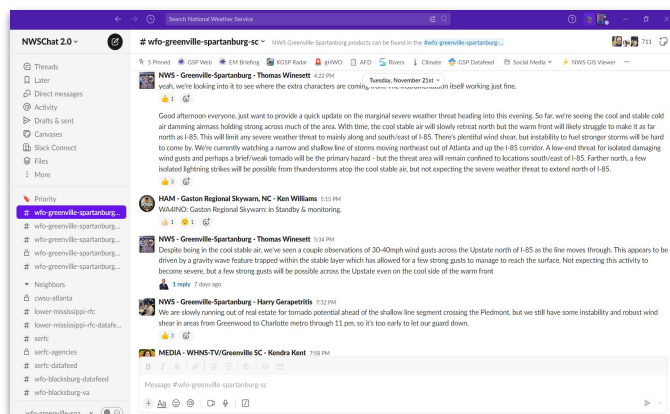 Search National Weather Service
NWSChat 2.0
# wfo-greenville-spartanburg-sc
NWS Greenville-Spartanburg products can be found in the #wfo-greenville-spartanburg-...
711
5 Pinned
GSP Web
EM Briefing
KGSP Radar
gHWO
AFD
Rivers
Climate
GSP Datafeed
Social Media
NWS GIS Viewer
Threads
Later
Direct messages
Activity
Drafts & sent
Canvases
Slack Connect
Files
More
Priority
# wfo-greenville-spartanburg...
# wfo-greenville-spartanburg...
# wfo-greenville-spartanburg...
wfo-greenville-spartanburg...
# wfo-greenville-spartanburg...
Neighbors
cwsu-atlanta
# lower-mississippi-rfc
# lower-mississippi-rfc-datafe...
# serfc
serfc-agencies
# serfc-datafeed
# wfo-blacksburg-datafeed
# wfo-blacksburg-va
Tuesday, November 21st
NWS - Greenville-Spartanburg - Thomas Winesett 4:22 PM
yeah, we're looking into it to see where the extra characters are coming from. The instrumentation itself working just fine.
1
Good afternoon everyone, just want to provide a quick update on the marginal severe weather threat heading into this evening. So far, we're seeing the cool and stable cold
air damming airmass holding strong across much of the area. With time, the cool stable air will slowly retreat north but the warm front will likely struggle to make it as far
north as I-85. This will limit any severe weather threat to mainly along and south/east of I-85. There's plentiful wind shear, but instability to fuel stronger storms will be hard
to come by. We're currently watching a narrow and shallow line of storms moving northeast out of Atlanta and up the I-85 corridor. A low-end threat for isolated damaging
wind gusts and perhaps a brief/weak tornado will be the primary hazard - but the threat area will remain confined to locations south/east of I-85. Farther north, a few
isolated lightning strikes will be possible from thunderstorms atop the cool stable air, but not expecting the severe weather threat to extend north of I-85.
3
HAM - Gaston Regional Skywarn, NC - Ken Williams 5:15 PM
WA4INO: Gaston Regional Skywarn: in Standby & monitoring.
1 1
NWS - Greenville-Spartanburg - Thomas Winesett 5:34 PM
Despite being in the cool stable air, we've seen a couple observations of 30-40mph wind gusts across the Upstate north of I-85 as the line moves through. This appears to be
driven by a gravity wave feature trapped within the stable layer which has allowed for a few strong gusts to manage to reach the surface. Not expecting this activity to
become severe, but a few strong gusts will be possible across the Upstate even on the cool side of the warm front
1 reply 7 days ago
NWS - Greenville-Spartanburg - Harry Gerapetritis 7:32 PM
We are slowly running out of real estate for tornado potential ahead of the shallow line segment crossing the Piedmont, but we still have some instability and robust wind
shear in areas from Greenwood to Charlotte metro through 11 pm, so it's too early to let our guard down.
3
MEDIA - WHNS-TV/Greenville SC - Kendra Kent 7:58 PM
Message #wfo-greenville-spartanburg-sc
Aa